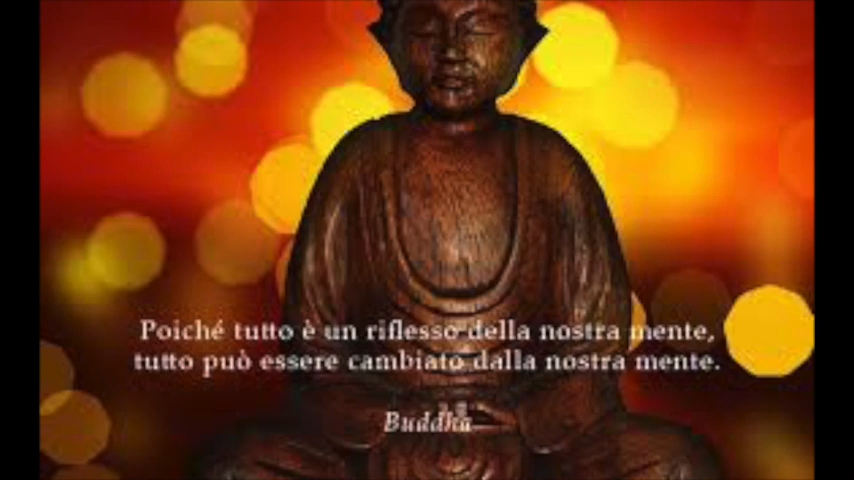 Poiché tutto è un riflesso della nostra mente,
tutto può essere cambiato dalla nostra mente.
Buddha